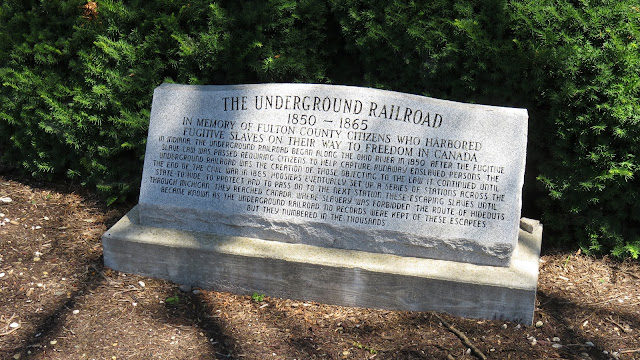 THE UNDERGROUND RAILROAD
1850 - 1865
IN MEMORY OF FULTON COUNTY CITIZENS WHO HARBORED
FUGITIVE SLAVES ON THEIR WAY TO FREEDOM IN CANADA
IN INDIANA, THE UNDERGROUND RAILROAD BEGAN ALONG THE OHIO RIVER IN 1850 AFTER THE FUGITIVE
SLAVE LAW WAS PASSED REQUIRING CITIZENS TO HELP CAPTURE RUNAWAY ENSLAVED PERSONS. THE
UNDERGROUND RAILROAD WAS THE CREATION OF THOSE OBJECTING TO THE LAW. IT CONTINUED UNTIL
THE END OF THE CIVIL WAR IN 1865. HOOSIERS EVENTUALLY SET UP A SERIES OF STATIONS ACROSS THE
STATE TO HIDE, PROTECT AND TO PASS ON TO THE NEXT STATION, THESE ESCAPING SLAVES UNTIL
THROUGH MICHIGAN, THEY REACHED CANADA, WHERE SLAVERY WAS FORBIDDEN. THE ROUTE OF HIDEOUTS
BECAME KNOWN AS THE UNDERGROUND RAILROAD. NO RECORDS WERE KEPT OF THESE ESCAPEES
BUT THEY NUMBERED IN THE THOUSANDS